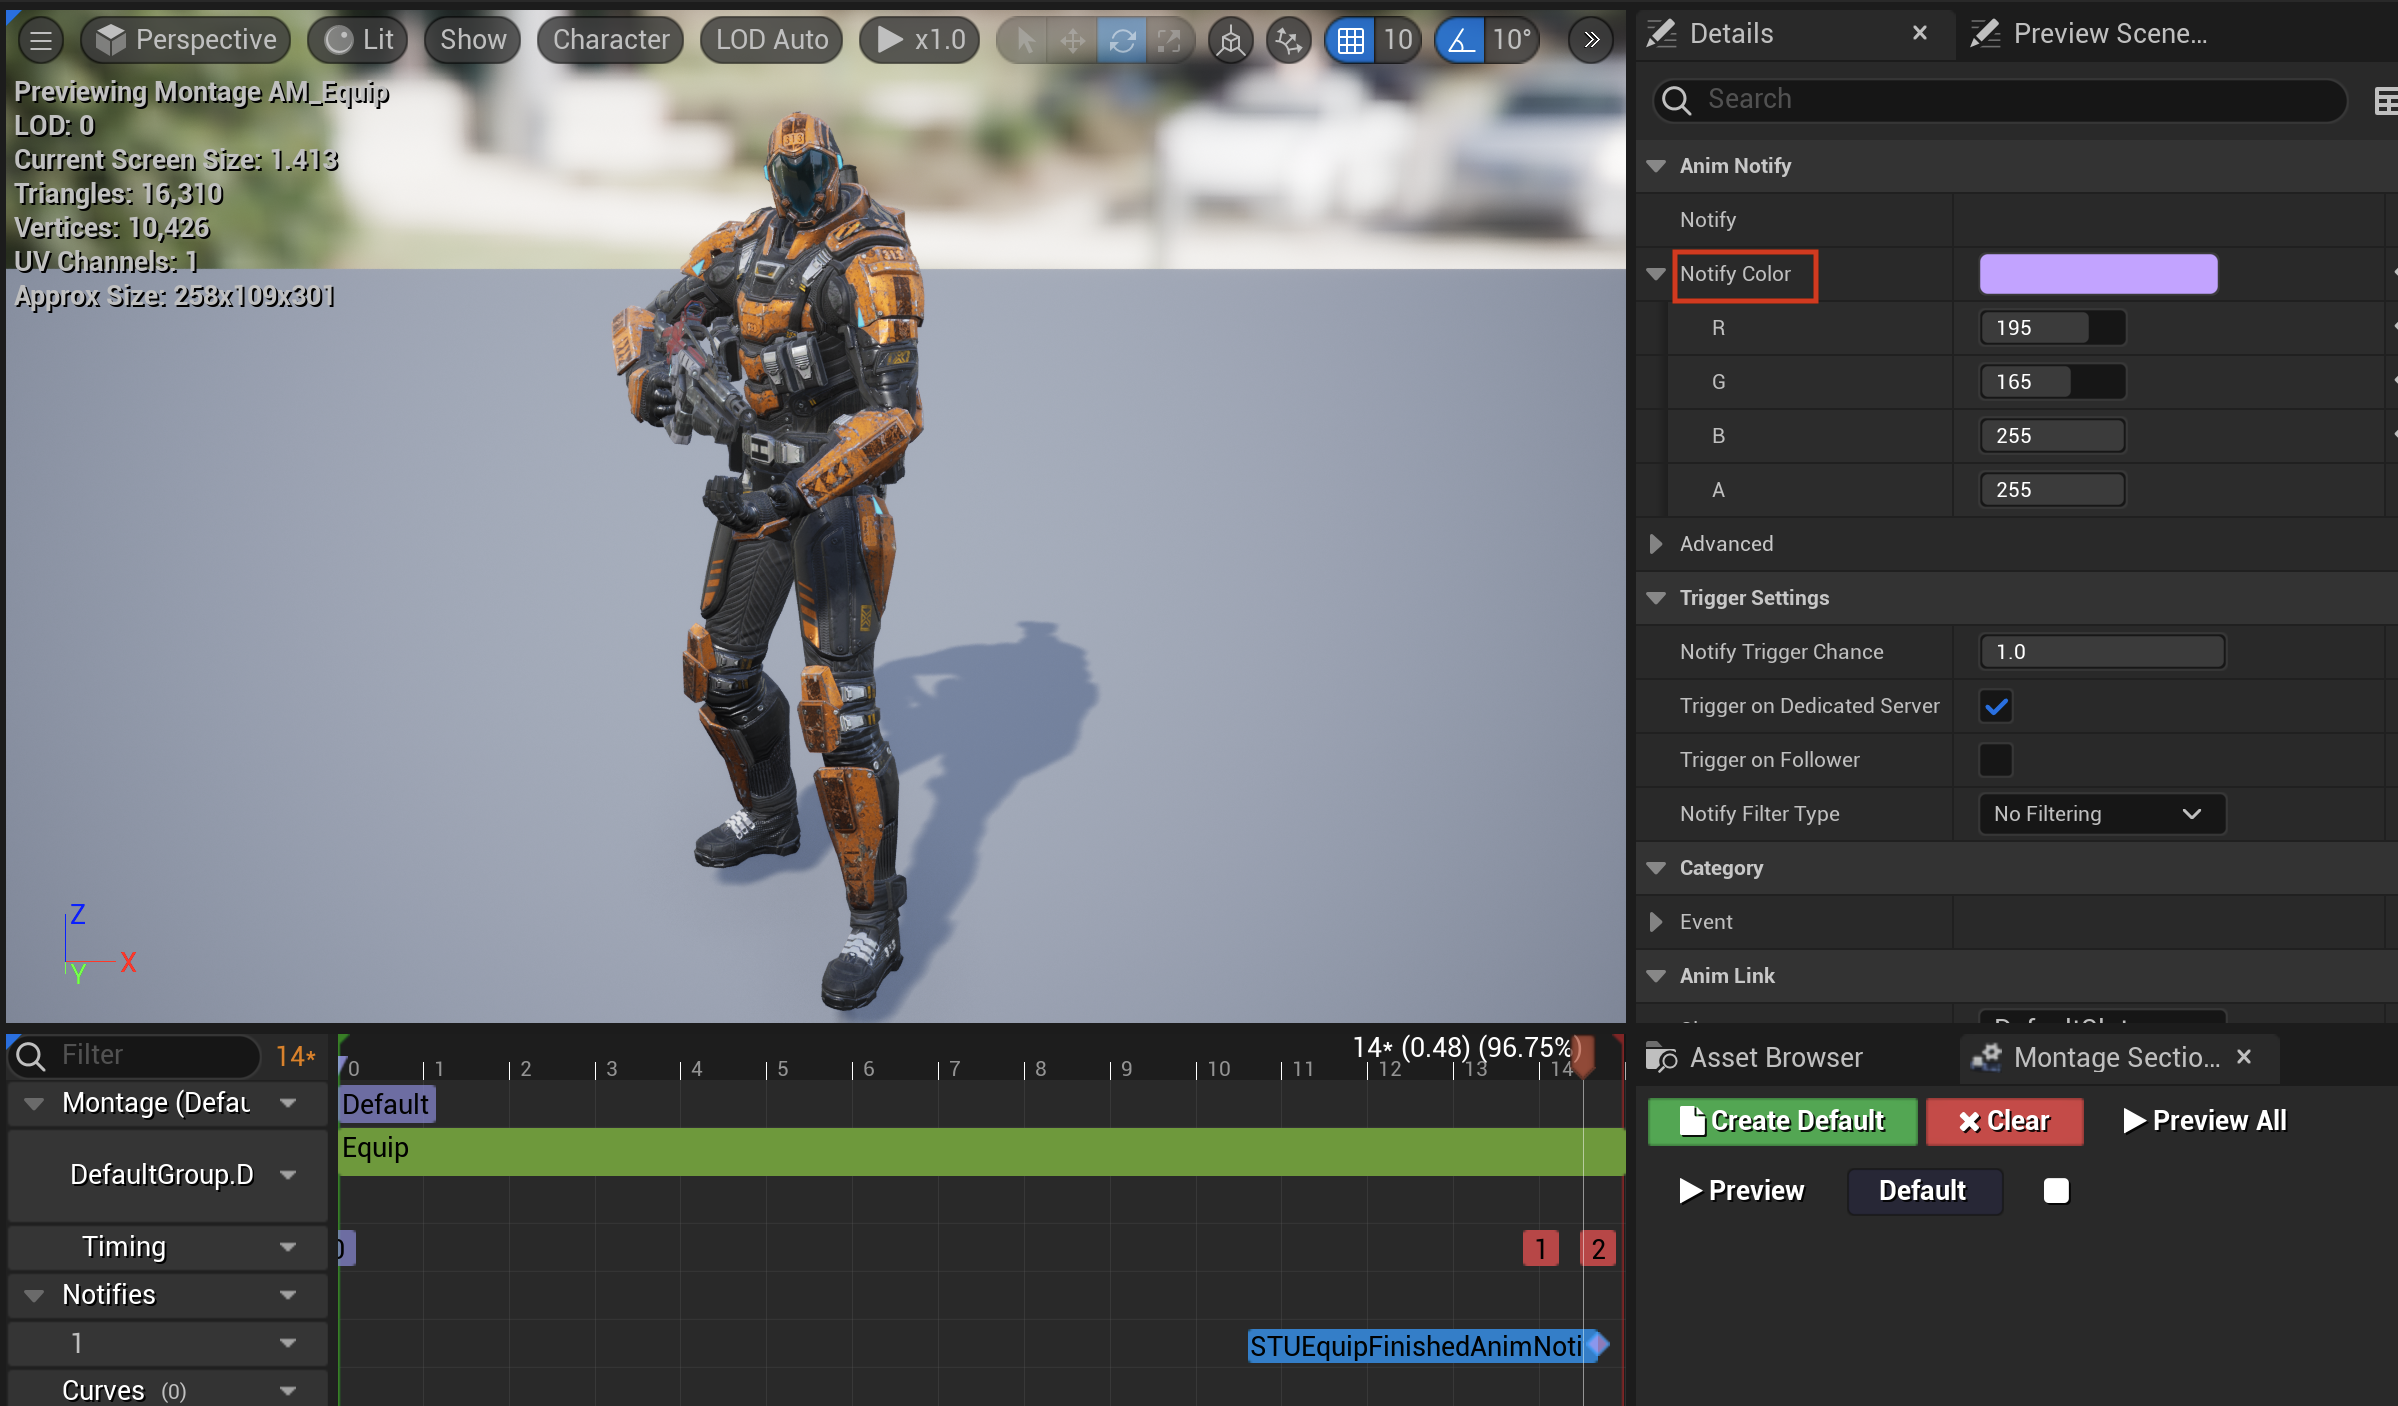 Perspective
Lit
Show
Character
LOD Auto
x1.0
10
10°
Previewing Montage AM_Equip
LOD: 0
Current Screen Size: 1.413
Triangles: 16,310
Vertices: 10,426
UV Channels: 1
Approx Size: 258x109x301
313
313
H
Z
Y
X
Details
Preview Scene...
Search
Anim Notify
Notify
Notify Color
R 195
G 165
B 255
A 255
Advanced
Trigger Settings
Notify Trigger Chance 1.0
Trigger on Dedicated Server
Trigger on Follower
Notify Filter Type No Filtering
Category
Event
Anim Link
Filter
14*
14* (0.48) (96.75%)
0 1 2 3 4 5 6 7 8 9 10 11 12 13 14
Montage (Defau
Default
Equip
DefaultGroup.D
Timing
1 2
Notifies
1
STUEquipFinishedAnimNoti
Curves (0)
Asset Browser
Montage Sectio...
Create Default
Clear
Preview All
Preview
Default